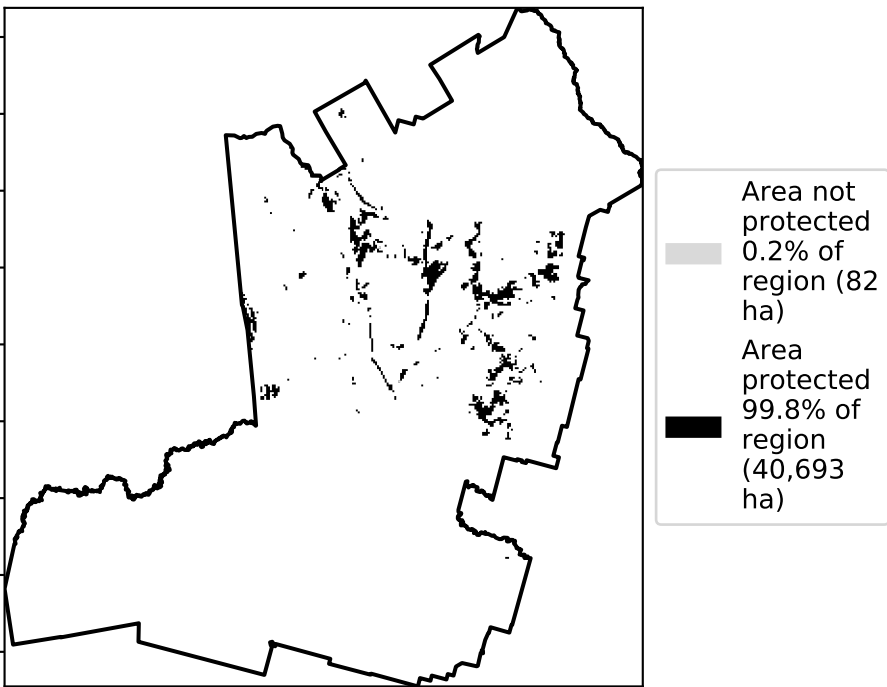 Area not
protected
0.2% of
region (82
ha)
Area
protected
99.8% of
region
(40,693
ha)